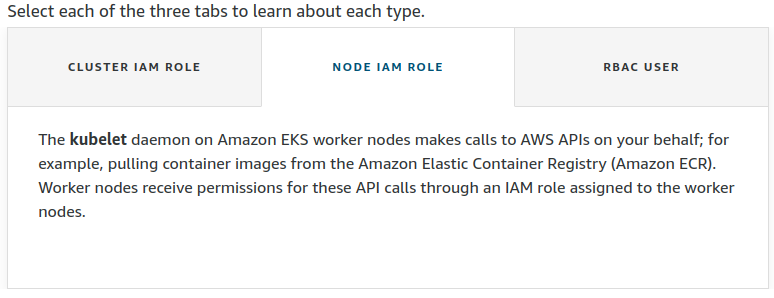 Select each of the three tabs to learn about each type.
CLUSTER IAM ROLE
NODE IAM ROLE
RBAC USER
The kubelet daemon on Amazon EKS worker nodes makes calls to AWS APIs on your behalf; for
example, pulling container images from the Amazon Elastic Container Registry (Amazon ECR).
Worker nodes receive permissions for these API calls through an IAM role assigned to the worker
nodes.